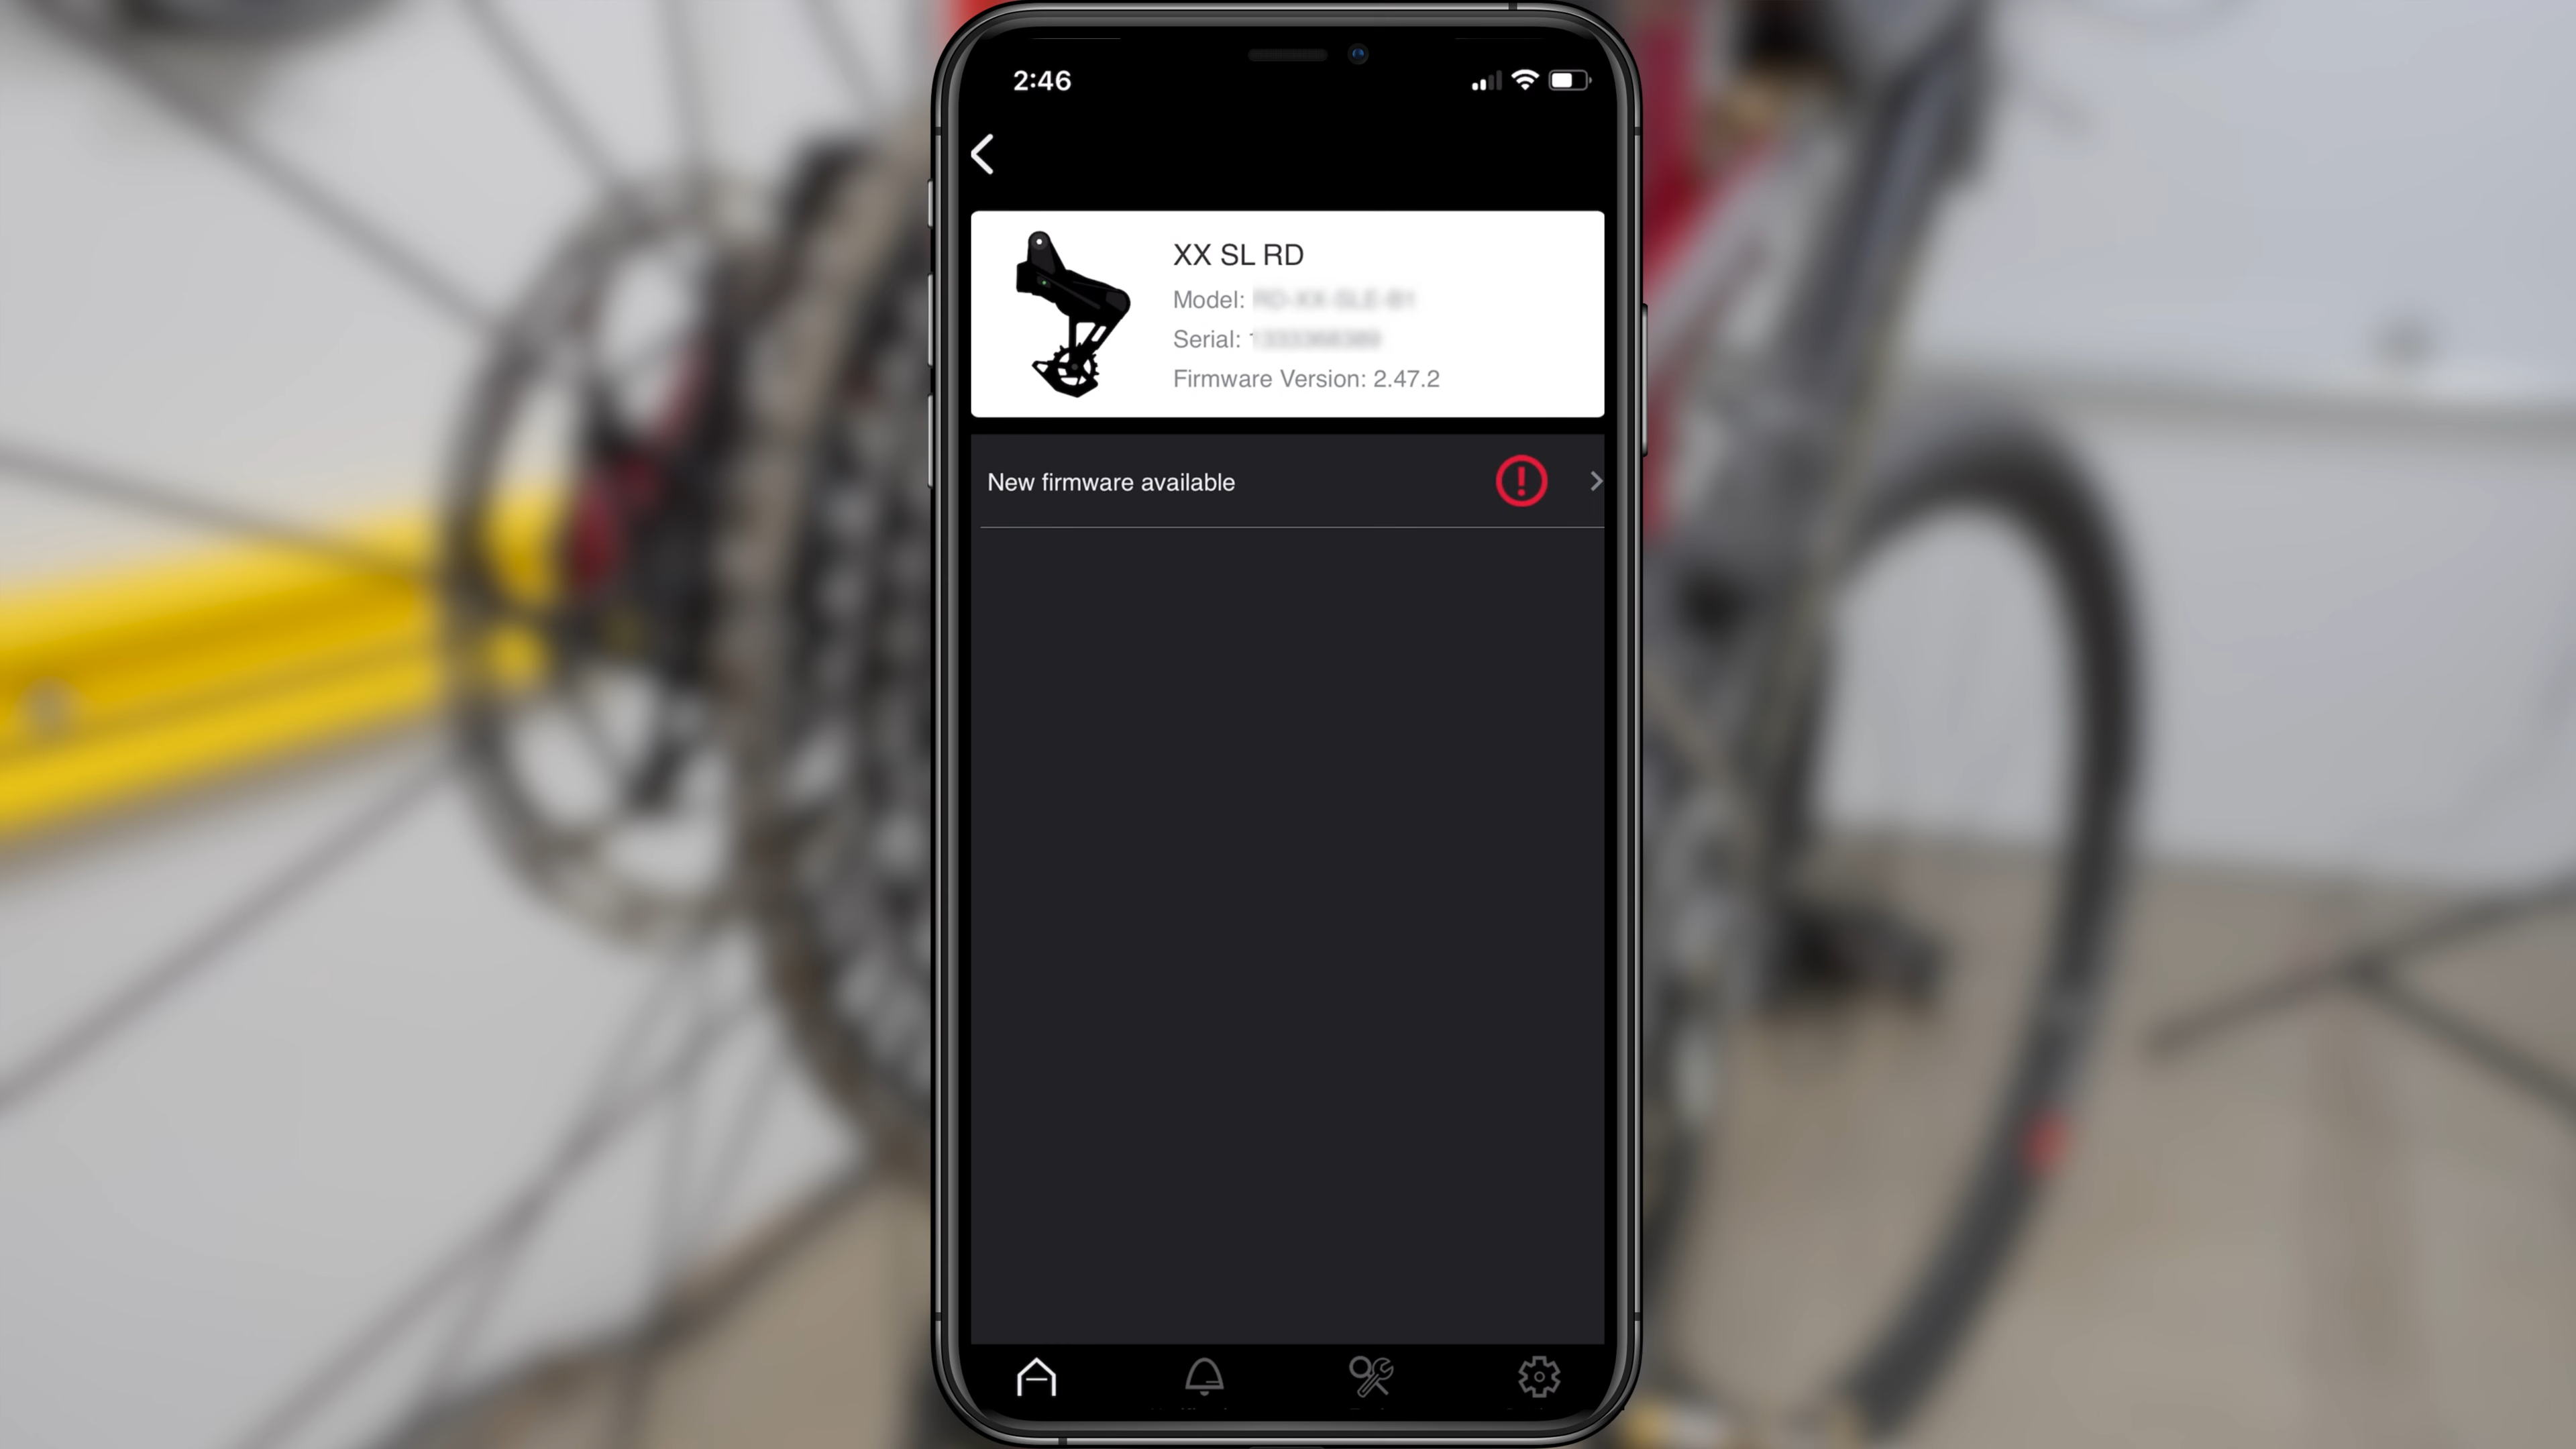 2:46
XX SL RD
Model:
Serial:
Firmware Version: 2.47.2
New firmware available